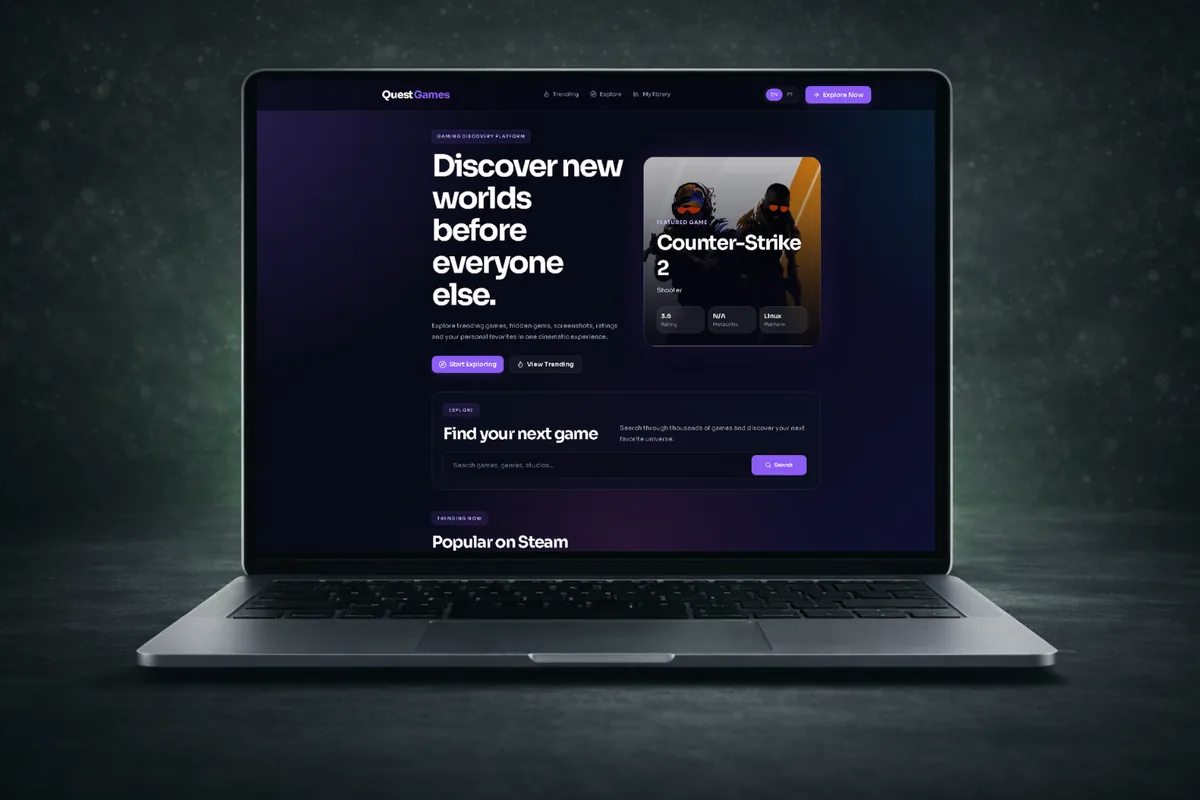 QuestGames
Trending
Explore
My library
EN
PT
Explore Now
GAMING DISCOVERY PLATFORM
Discover new
worlds
before
everyone
else.
Explore trending games, hidden gems, screenshots, ratings
and your personal favorites in one cinematic experience.
Start Exploring
View Trending
FEATURED GAME
Counter-Strike
2
Shooter
3.6
Rating
N/A
Metacritic
Linux
Platform
EXPLORE
Find your next game
Search through thousands of games and discover your next
favorite universe.
Search games, genres, studios...
Search
TRENDING NOW
Popular on Steam